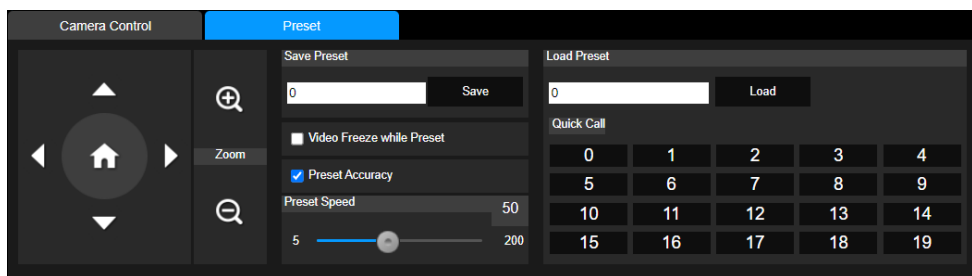 Camera Control
Preset
Zoom
Save Preset
0
Save
Video Freeze while Preset
Preset Accuracy
Preset Speed
50
5
200
Load Preset
0
Load
Quick Call
0 1 2 3 4
5 6 7 8 9
10 11 12 13 14
15 16 17 18 19